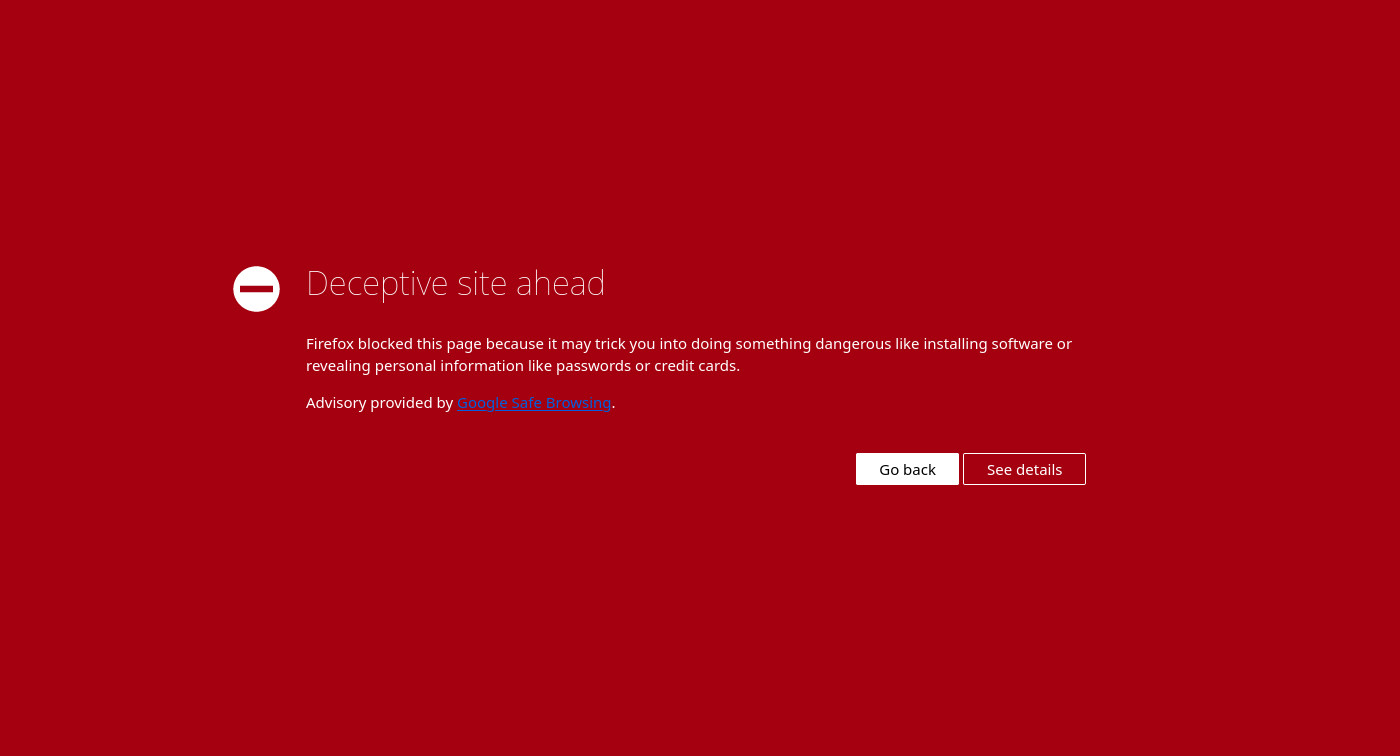 Deceptive site ahead
Firefox blocked this page because it may trick you into doing something dangerous like installing software or
revealing personal information like passwords or credit cards.
Advisory provided by Google Safe Browsing.
Go back
See details